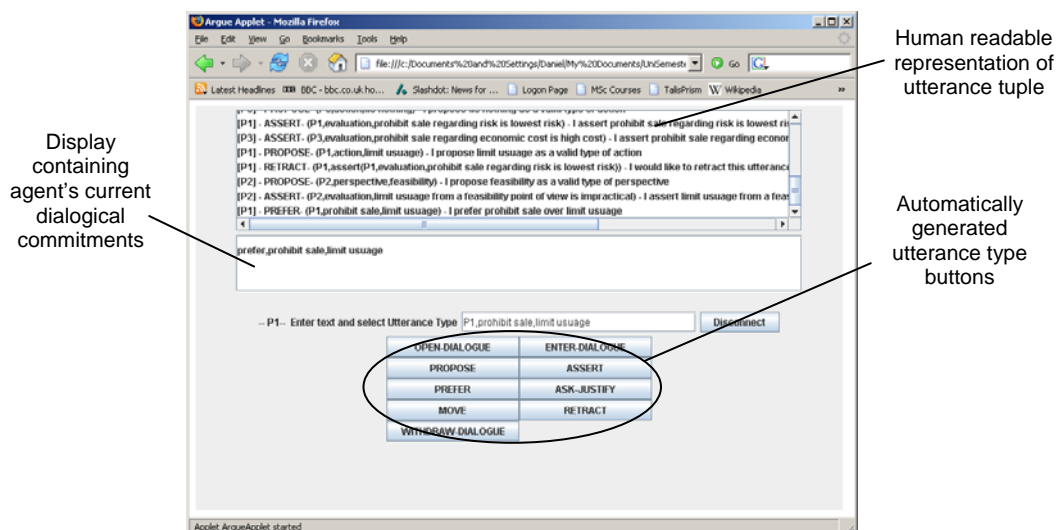 Argue Applet - Mozilla Firefox
File Edit View Go Bookmarks Tools Help
file:///c:/Documents%20and%20Settings/Daniel/My%20Documents/UniSemeste Go
Latest Headlines BBC - bbc.co.uk ho... Slashdot: News for ... Logon Page MSc Courses TalisPrism Wikipedia »
[P1] - ASSERT- (P1,evaluation,prohibit sale regarding risk is lowest risk) - I assert prohibit sale regarding risk is lowest ris
[P3] - ASSERT- (P3,evaluation,prohibit sale regarding economic cost is high cost) - I assert prohibit sale regarding econor
[P1] - PROPOSE- (P1,action,limit usuage) - I propose limit usuage as a valid type of action
[P1] - RETRACT- (P1,assert(P1,evaluation,prohibit sale regarding risk is lowest risk)) - I would like to retract this utterance
[P2] - PROPOSE- (P2,perspective,feasibility) - I propose feasibility as a valid type of perspective
[P2] - ASSERT- (P2,evaluation,limit usuage from a feasibility point of view is impractical) - I assert limit usuage from a feas
[P1] - PREFER- (P1,prohibit sale,limit usuage) - I prefer prohibit sale over limit usuage
prefer,prohibit sale,limit usuage
-- P1-- Enter text and select Utterance Type P1,prohibit sale,limit usuage Disconnect
OPEN-DIALOGUE ENTER-DIALOGUE
PROPOSE ASSERT
PREFER ASK-JUSTIFY
MOVE RETRACT
WITHDRAW-DIALOGUE
Applet ArgueApplet started
Display
containing
agent's current
dialogical
commitments
Human readable
representation of
utterance tuple
Automatically
generated
utterance type
buttons